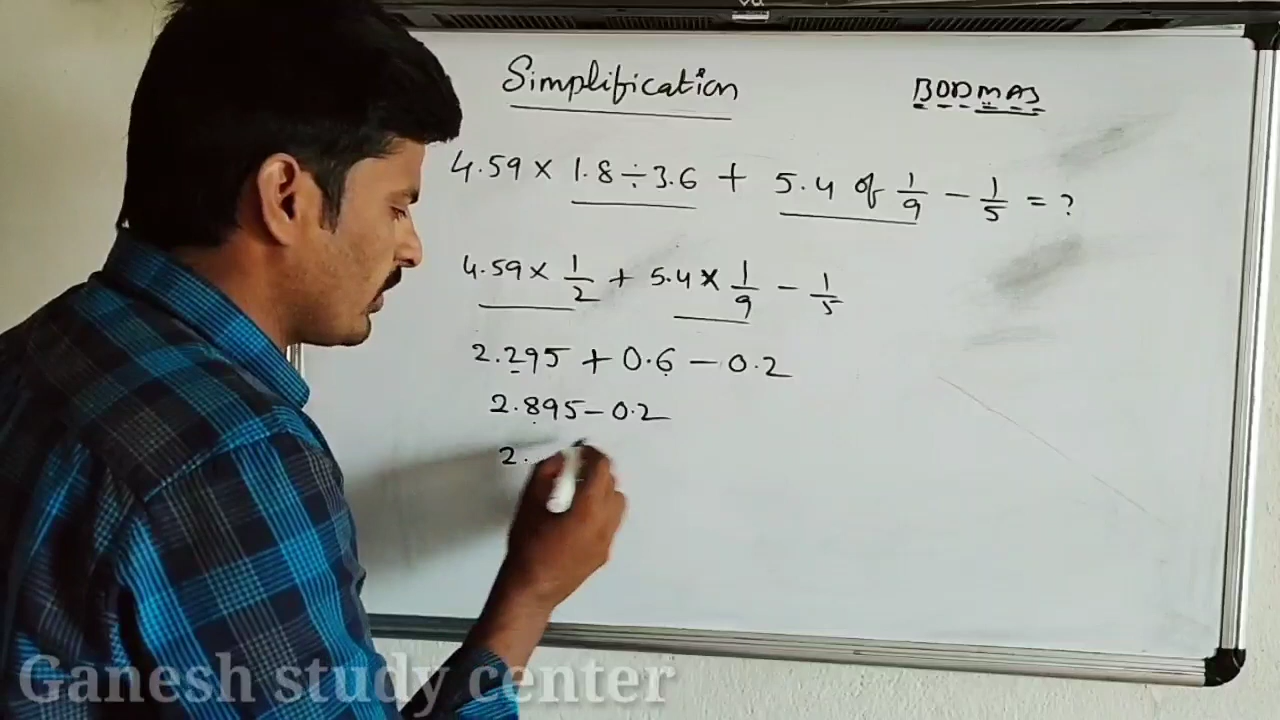 Simplification
BODMAS
4.59 × 1.8 ÷ 3.6 + 5.4 of 1/9 - 1/5 = ?
4.59 × 1/2 + 5.4 × 1/9 - 1/5
2.295 + 0.6 - 0.2
2.895 - 0.2
2.
Ganesh study center